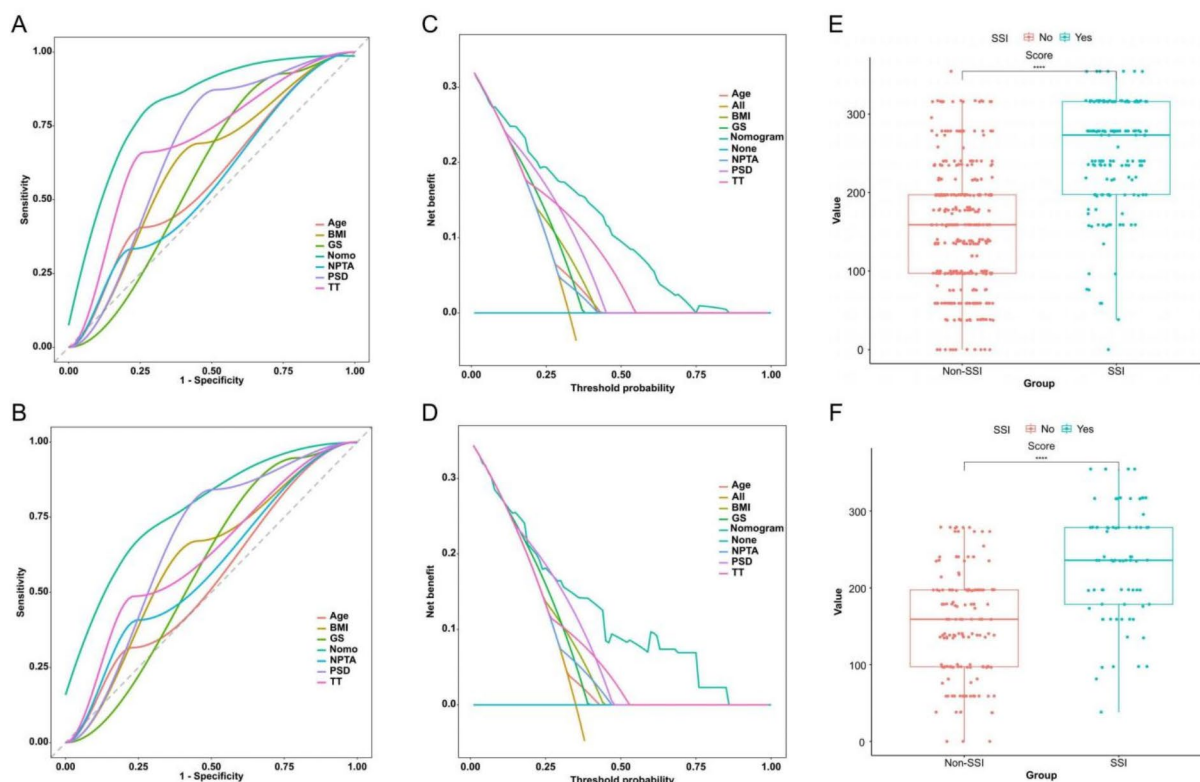 A
1.00
0.75
0.50
0.25
0.00
Sensitivity
Age
BMI
GS
Nomo
NPTA
PSD
TT
0.00 0.25 0.50 0.75 1.00
1 - Specificity
C
0.3
0.2
0.1
0.0
Net benefit
Age
All
BMI
GS
Nomogram
None
NPTA
PSD
TT
0.00 0.25 0.50 0.75 1.00
Threshold probability
E
SSI No Yes
Score
****
300
200
100
0
Value
Non-SSI SSI
Group
B
1.00
0.75
0.50
0.25
0.00
Sensitivity
Age
BMI
GS
Nomo
NPTA
PSD
TT
0.00 0.25 0.50 0.75 1.00
1 - Specificity
D
0.3
0.2
0.1
0.0
Net benefit
Age
All
BMI
GS
Nomogram
None
NPTA
PSD
TT
0.00 0.25 0.50 0.75 1.00
Threshold probability
F
SSI No Yes
Score
****
300
200
100
0
Value
Non-SSI SSI
Group